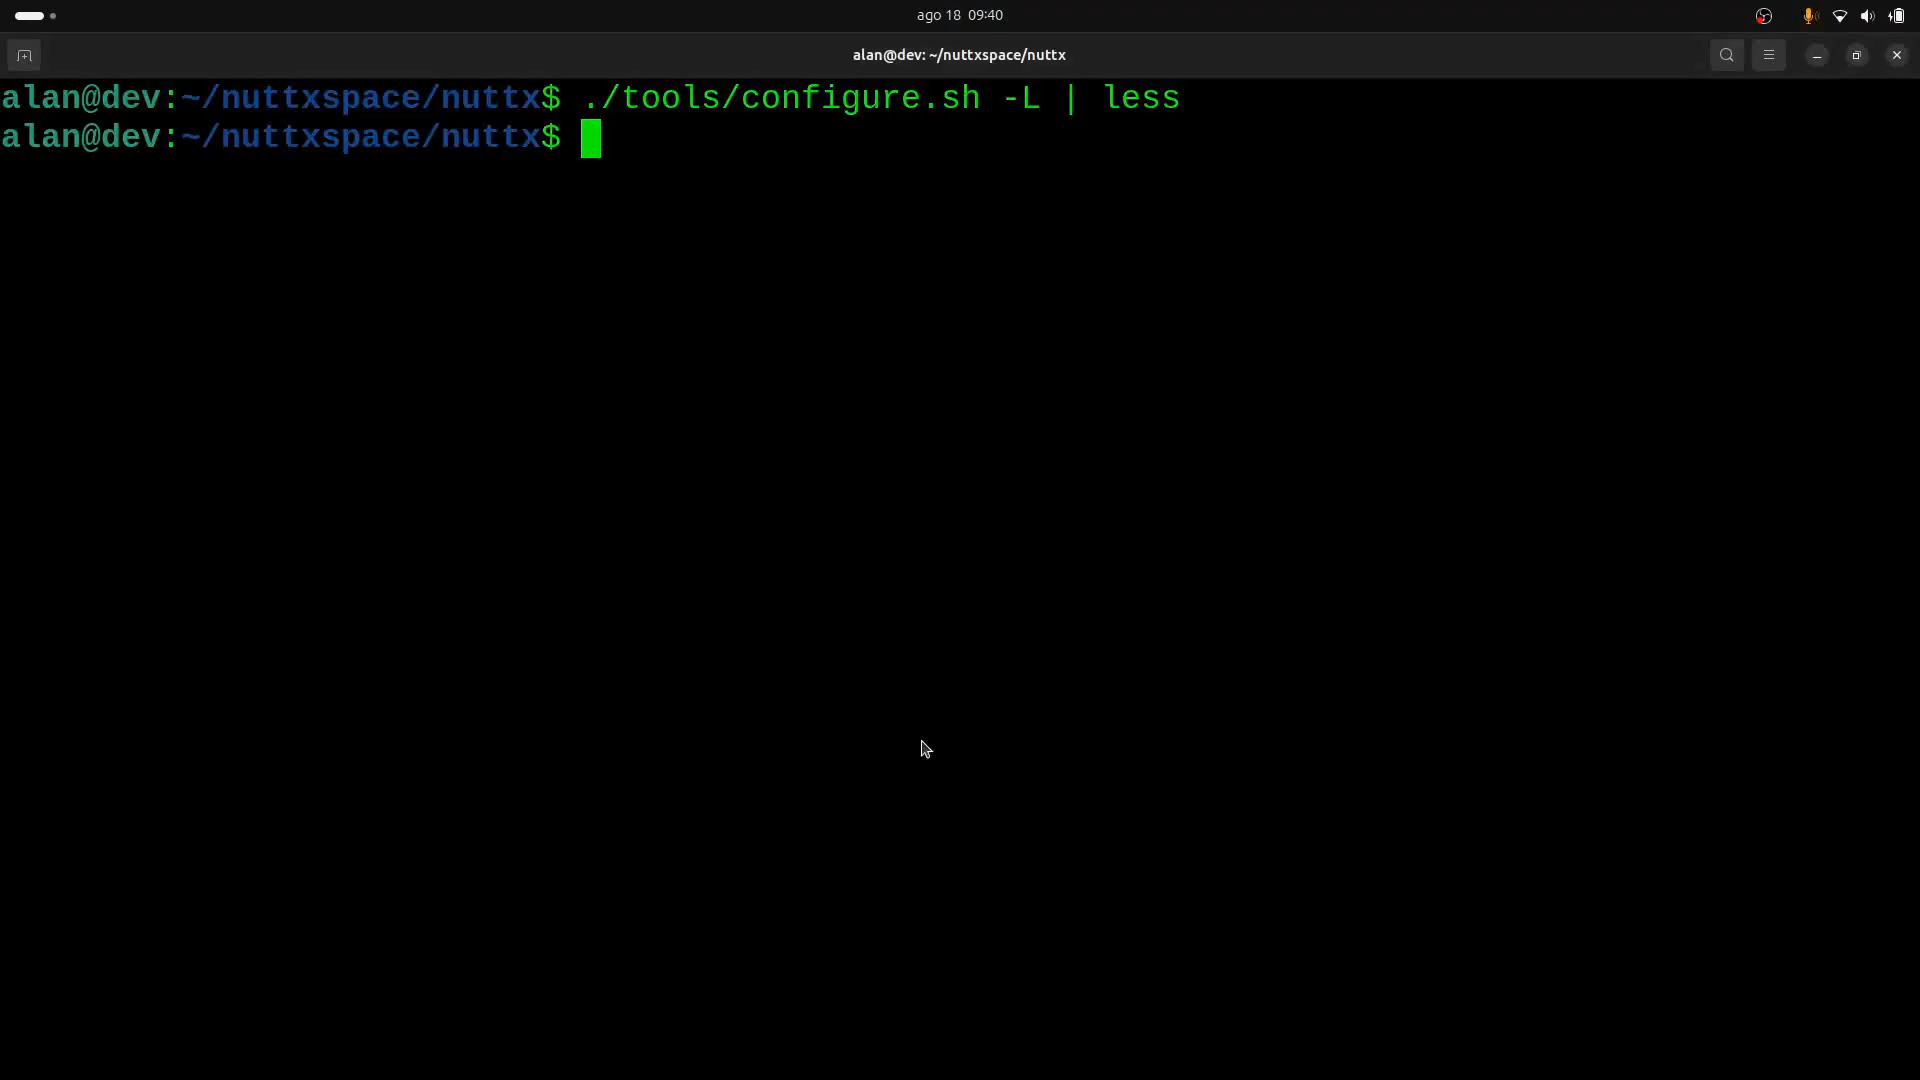 ago 18 09:40
alan@dev: ~/nuttxspace/nuttx
alan@dev:~/nuttxspace/nuttx$ ./tools/configure.sh -L | less
alan@dev:~/nuttxspace/nuttx$